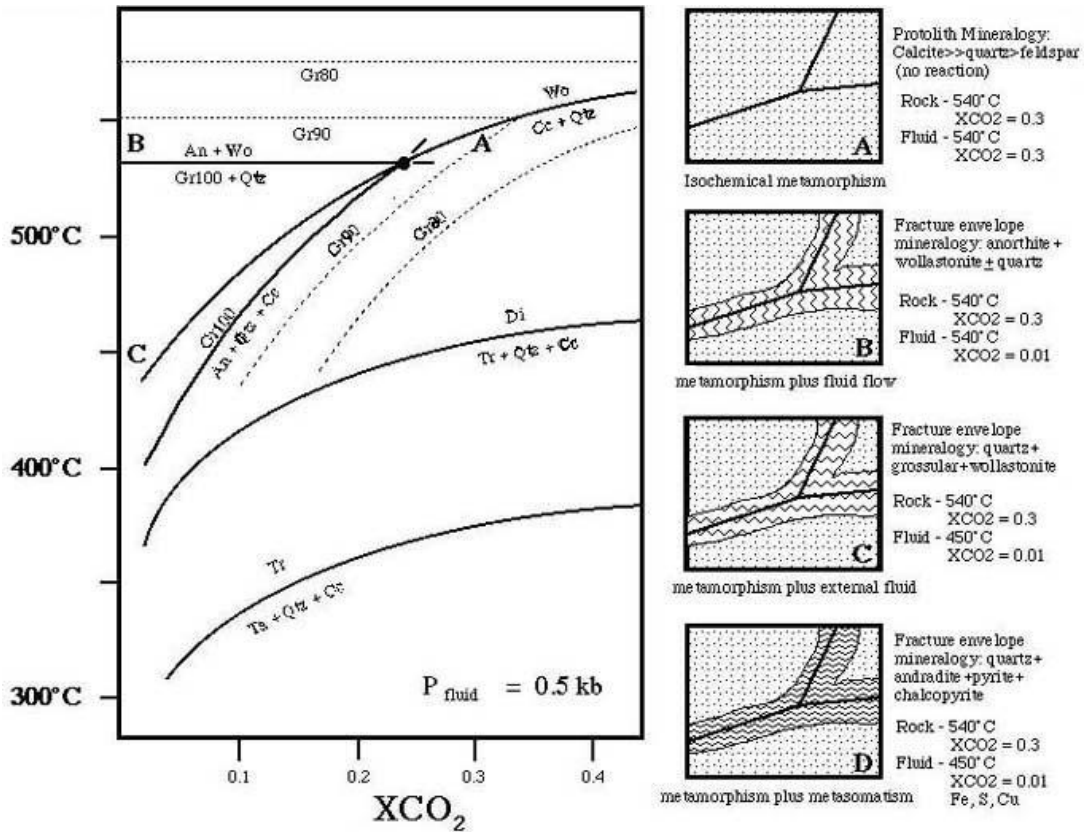 500°C
400°C
300°C
B
C
A
Gr80
Gr90
An + Wo
Gr100 + Qtz
Wo
Cc + Qtz
Gr90
Gr80
Gr100
An + Qtz + Cc
Di
Tr + Qtz + Cc
Tr
Ta + Qtz + Cc
P fluid = 0.5 kb
0.1
0.2
0.3
0.4
XCO2
A
Protolith Mineralogy:
Calcite>>quartz>feldspar
(no reaction)
Rock - 540°C
XCO2 = 0.3
Fluid - 540°C
XCO2 = 0.3
Isochemical metamorphism
B
Fracture envelope
mineralogy: anorthite +
wollastonite ± quartz
Rock - 540°C
XCO2 = 0.3
Fluid - 540°C
XCO2 = 0.01
metamorphism plus fluid flow
C
Fracture envelope
mineralogy: quartz+
grossular+wollastonite
Rock - 540°C
XCO2 = 0.3
Fluid - 450°C
XCO2 = 0.01
metamorphism plus external fluid
D
Fracture envelope
mineralogy: quartz+
andradite+pyrite+
chalcopyrite
Rock - 540°C
XCO2 = 0.3
Fluid - 450°C
XCO2 = 0.01
Fe, S, Cu
metamorphism plus metasomatism